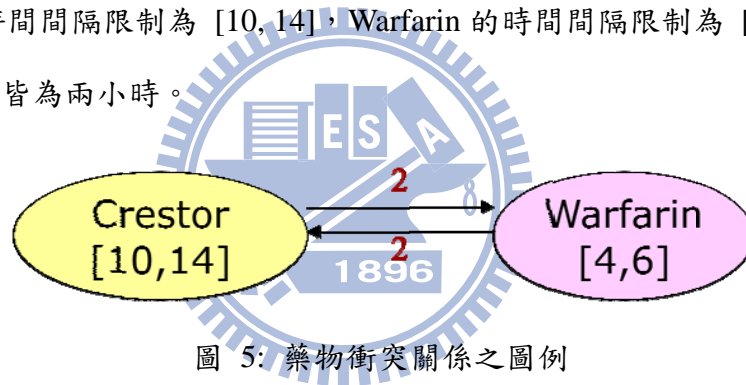 時間間隔限制為 [10, 14]，Warfarin 的時間間隔限制為 [
皆為兩小時。
E S A
2
Crestor
[10,14]
Warfarin
[4,6]
2
1896
圖 5: 藥物衝突關係之圖例